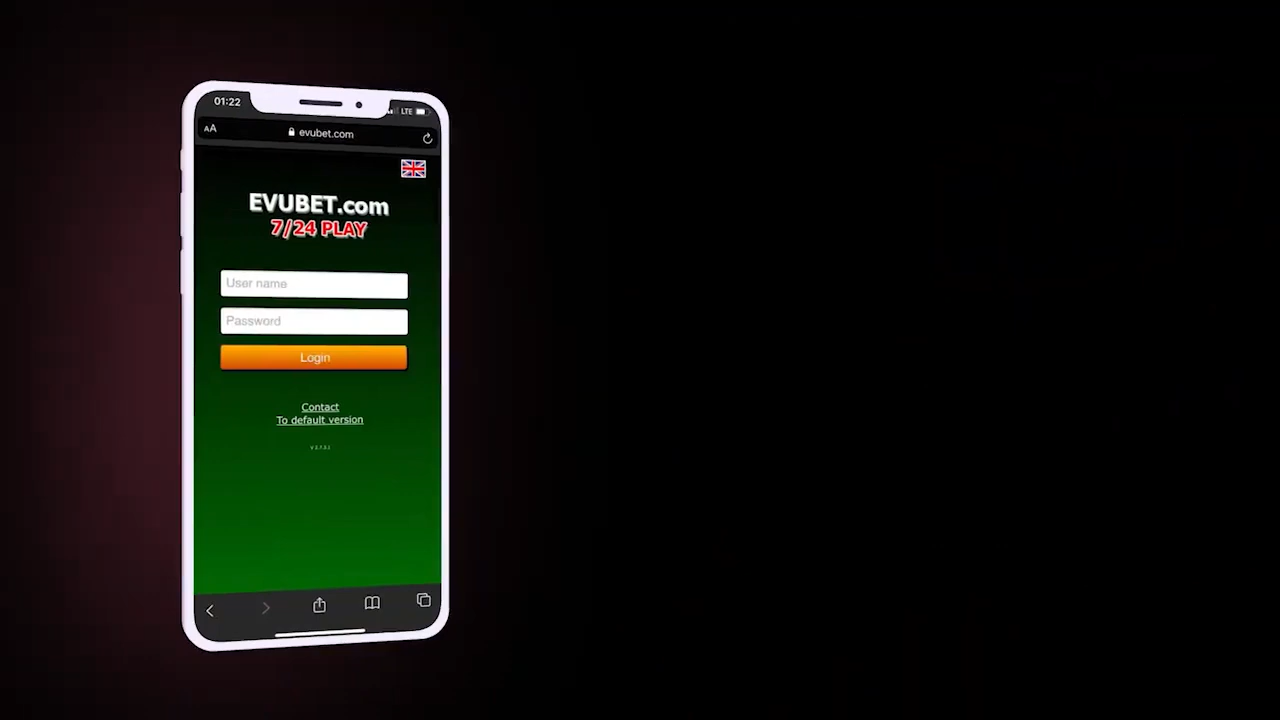 01:22
LTE
AA
evubet.com
EVUBET.com
7/24 PLAY
User name
Password
Login
Contact
To default version